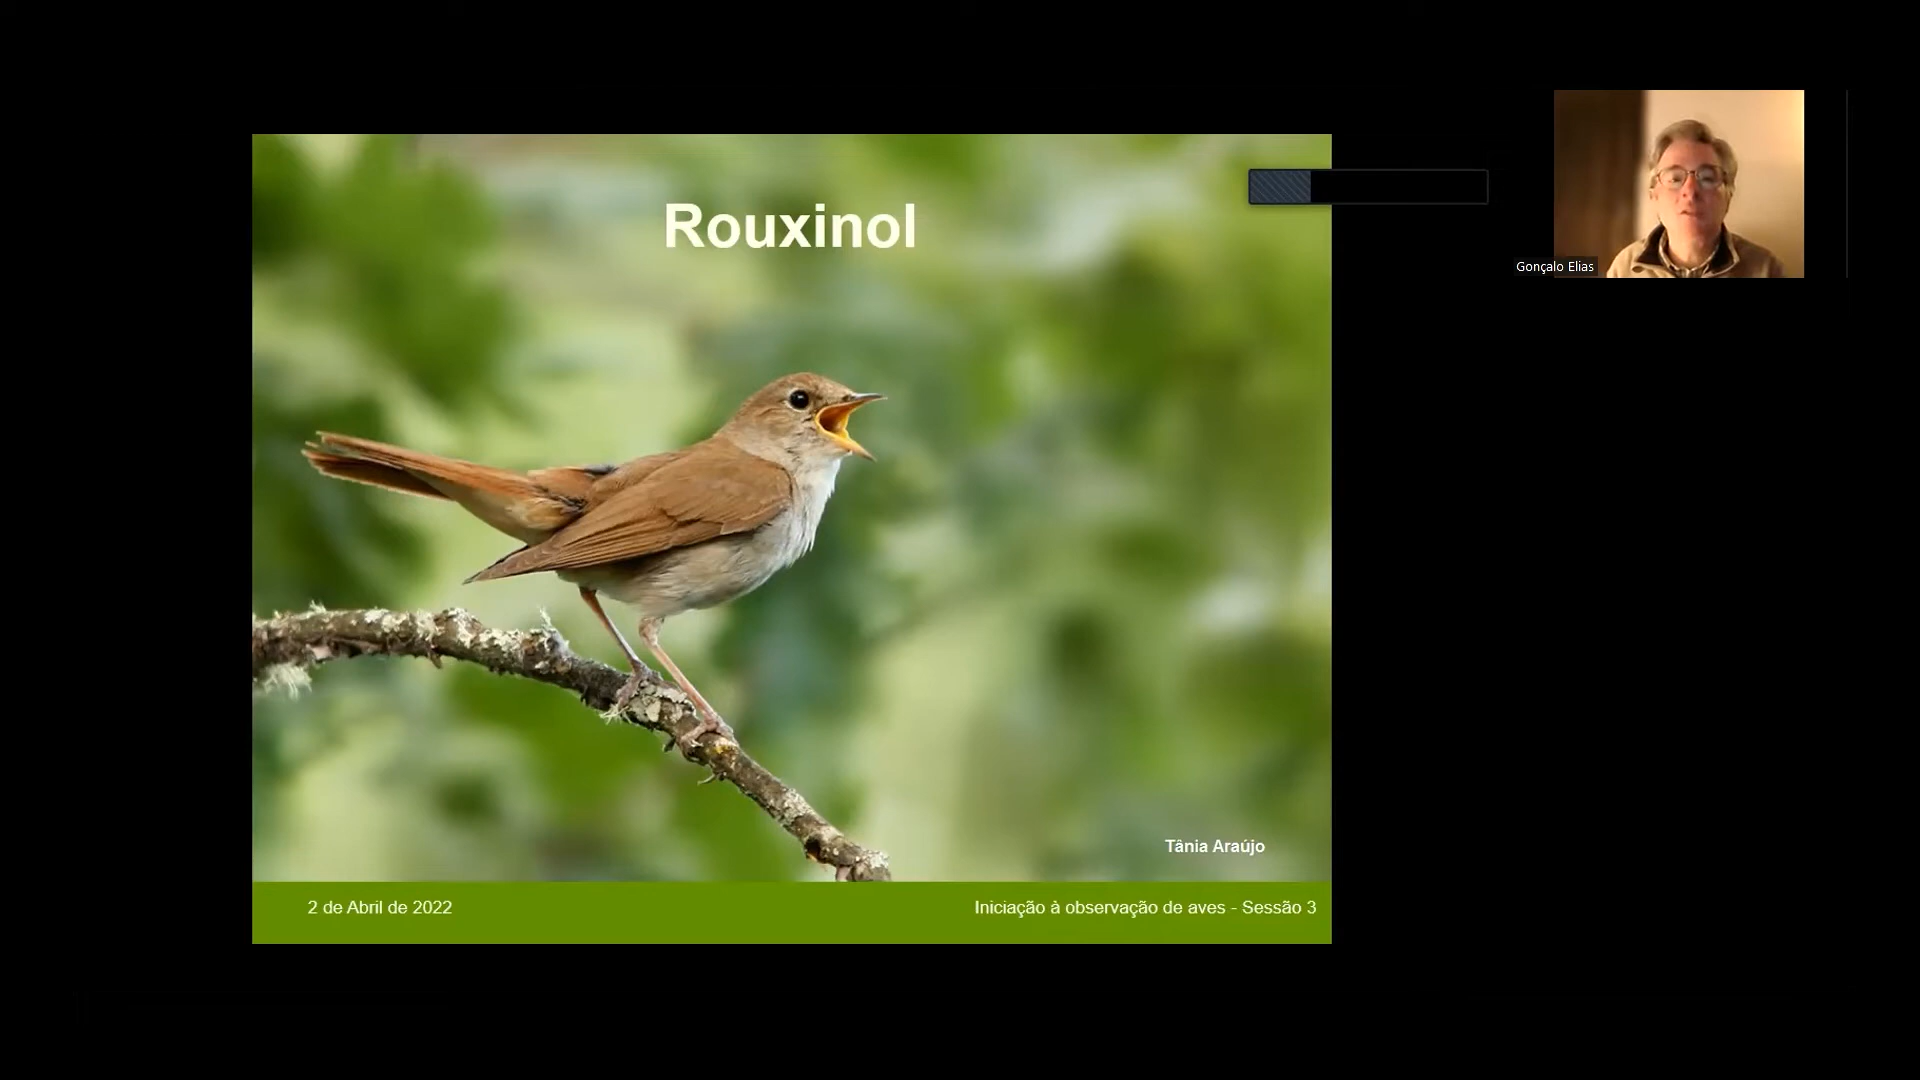 Rouxinol
Gonçalo Elias
Tânia Araújo
2 de Abril de 2022
Iniciação à observação de aves - Sessão 3